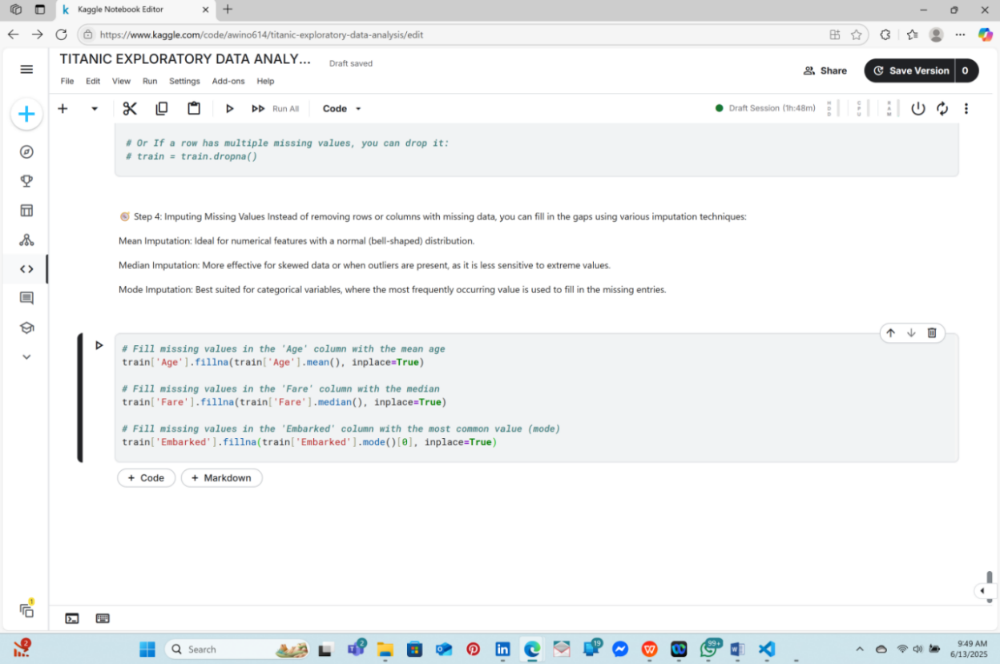 Kaggle Notebook Editor
https://www.kaggle.com/code/awino614/titanic-exploratory-data-analysis/edit
TITANIC EXPLORATORY DATA ANALY...
Draft saved
Share
Save Version
0
File Edit View Run Settings Add-ons Help
Run All
Code
Draft Session (1h:48m)
HDD
CPU
RAM
# Or If a row has multiple missing values, you can drop it:
# train = train.dropna()
Step 4: Imputing Missing Values Instead of removing rows or columns with missing data, you can fill in the gaps using various imputation techniques:
Mean Imputation: Ideal for numerical features with a normal (bell-shaped) distribution.
Median Imputation: More effective for skewed data or when outliers are present, as it is less sensitive to extreme values.
Mode Imputation: Best suited for categorical variables, where the most frequently occurring value is used to fill in the missing entries.
# Fill missing values in the 'Age' column with the mean age
train['Age'].fillna(train['Age'].mean(), inplace=True)
# Fill missing values in the 'Fare' column with the median
train['Fare'].fillna(train['Fare'].median(), inplace=True)
# Fill missing values in the 'Embarked' column with the most common value (mode)
train['Embarked'].fillna(train['Embarked'].mode()[0], inplace=True)
+ Code
+ Markdown
1
2
Search
2
19
99+
9:49 AM
6/13/2025